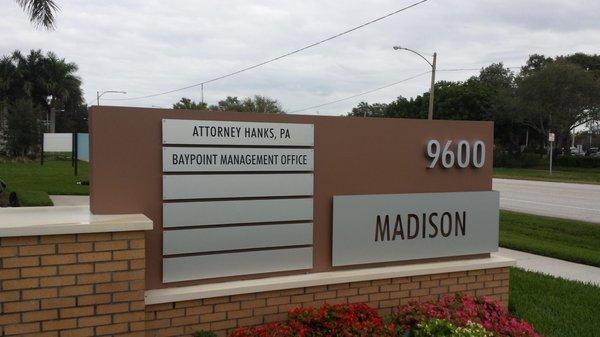 ATTORNEY HANKS, PA
BAYPOINT MANAGEMENT OFFICE
9600
MADISON